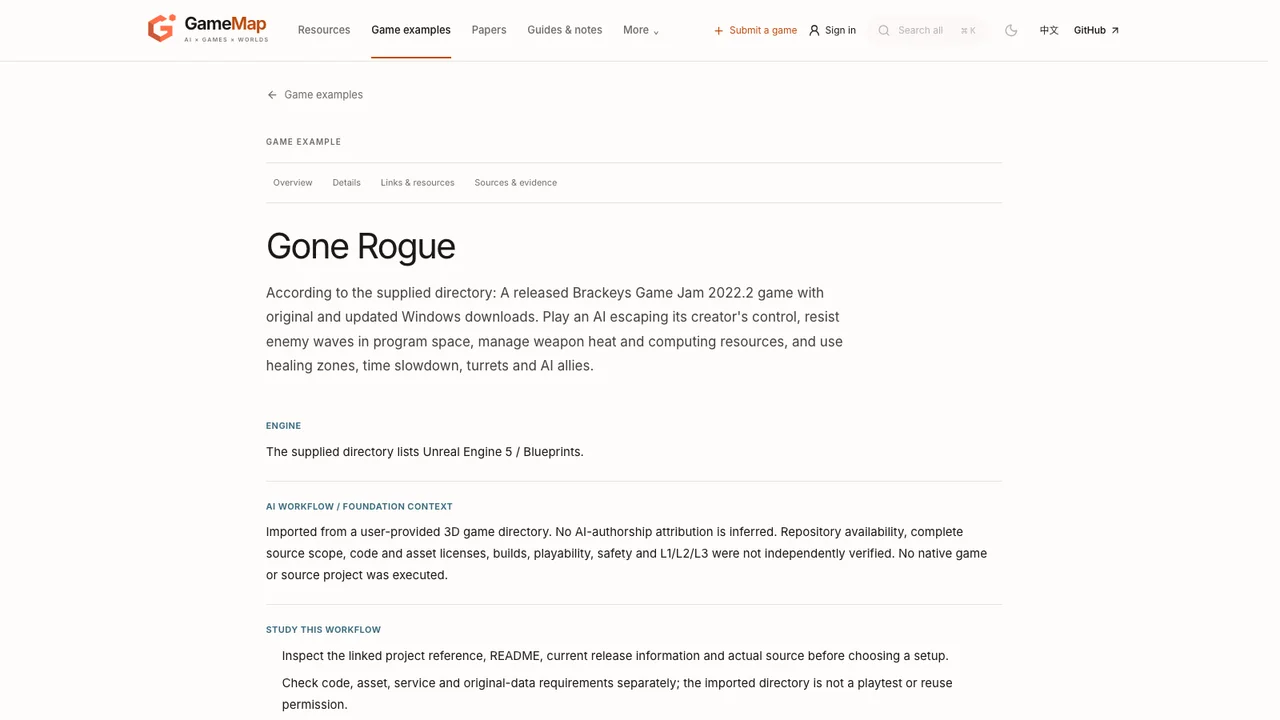 GameMap
AI × GAMES × WORLDS
Resources
Game examples
Papers
Guides & notes
More
Submit a game
Sign in
Search all
⌘ K
中文
GitHub
Game examples
GAME EXAMPLE
Overview
Details
Links & resources
Sources & evidence
Gone Rogue
According to the supplied directory: A released Brackeys Game Jam 2022.2 game with
original and updated Windows downloads. Play an AI escaping its creator's control, resist
enemy waves in program space, manage weapon heat and computing resources, and use
healing zones, time slowdown, turrets and AI allies.
ENGINE
The supplied directory lists Unreal Engine 5 / Blueprints.
AI WORKFLOW / FOUNDATION CONTEXT
Imported from a user-provided 3D game directory. No AI-authorship attribution is inferred. Repository availability, complete
source scope, code and asset licenses, builds, playability, safety and L1/L2/L3 were not independently verified. No native game
or source project was executed.
STUDY THIS WORKFLOW
Inspect the linked project reference, README, current release information and actual source before choosing a setup.
Check code, asset, service and original-data requirements separately; the imported directory is not a playtest or reuse
permission.